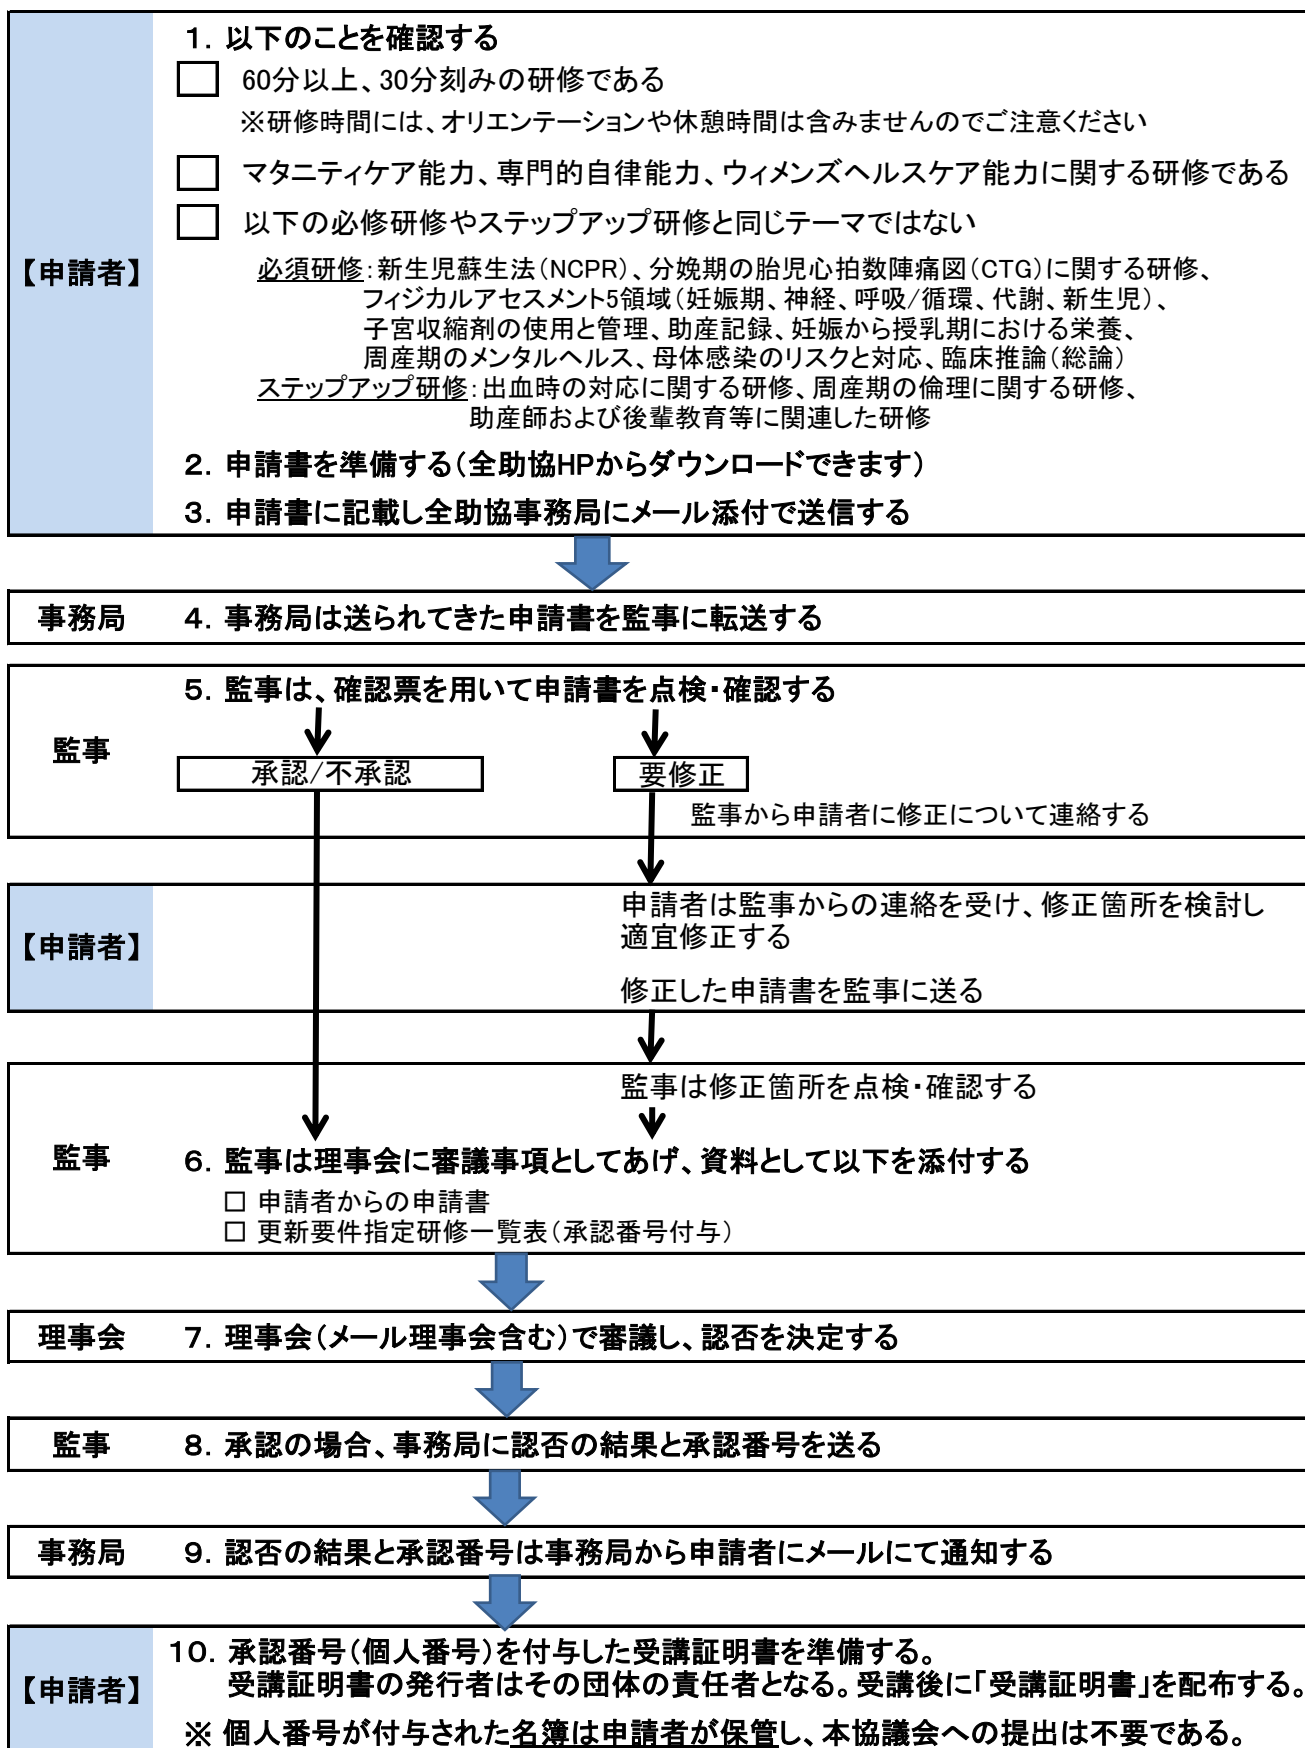 1．以下のことを確認する
60分以上、30分刻みの研修である
※研修時間には、オリエンテーションや休憩時間は含みませんのでご注意ください
マタニティケア能力、専門的自律能力、ウィメンズヘルスケア能力に関する研修である
以下の必修研修やステップアップ研修と同じテーマではない
【申請者】
必須研修：新生児蘇生法（NCPR）、分娩期の胎児心拍数陣痛図（CTG）に関する研修、
フィジカルアセスメント5領域（妊娠期、神経、呼吸/循環、代謝、新生児）、
子宮収縮剤の使用と管理、助産記録、妊娠から授乳期における栄養、
周産期のメンタルヘルス、母体感染のリスクと対応、臨床推論（総論）
ステップアップ研修：出血時の対応に関する研修、周産期の倫理に関する研修、
助産師および後輩教育等に関連した研修
2．申請書を準備する（全助協HPからダウンロードできます）
3．申請書に記載し全助協事務局にメール添付で送信する
事務局 4．事務局は送られてきた申請書を監事に転送する
5．監事は、確認票を用いて申請書を点検・確認する
監事
承認/不承認 要修正
監事から申請者に修正について連絡する
申請者は監事からの連絡を受け、修正箇所を検討し
適宜修正する
【申請者】
修正した申請書を監事に送る
監事は修正箇所を点検・確認する
監事 6．監事は理事会に審議事項としてあげ、資料として以下を添付する
□ 申請者からの申請書
□ 更新要件指定研修一覧表（承認番号付与）
理事会 7．理事会（メール理事会含む）で審議し、認否を決定する
監事 8．承認の場合、事務局に認否の結果と承認番号を送る
事務局 9．認否の結果と承認番号は事務局から申請者にメールにて通知する
10．承認番号（個人番号）を付与した受講証明書を準備する。
【申請者】 受講証明書の発行者はその団体の責任者となる。受講後に「受講証明書」を配布する。
※ 個人番号が付与された名簿は申請者が保管し、本協議会への提出は不要である。